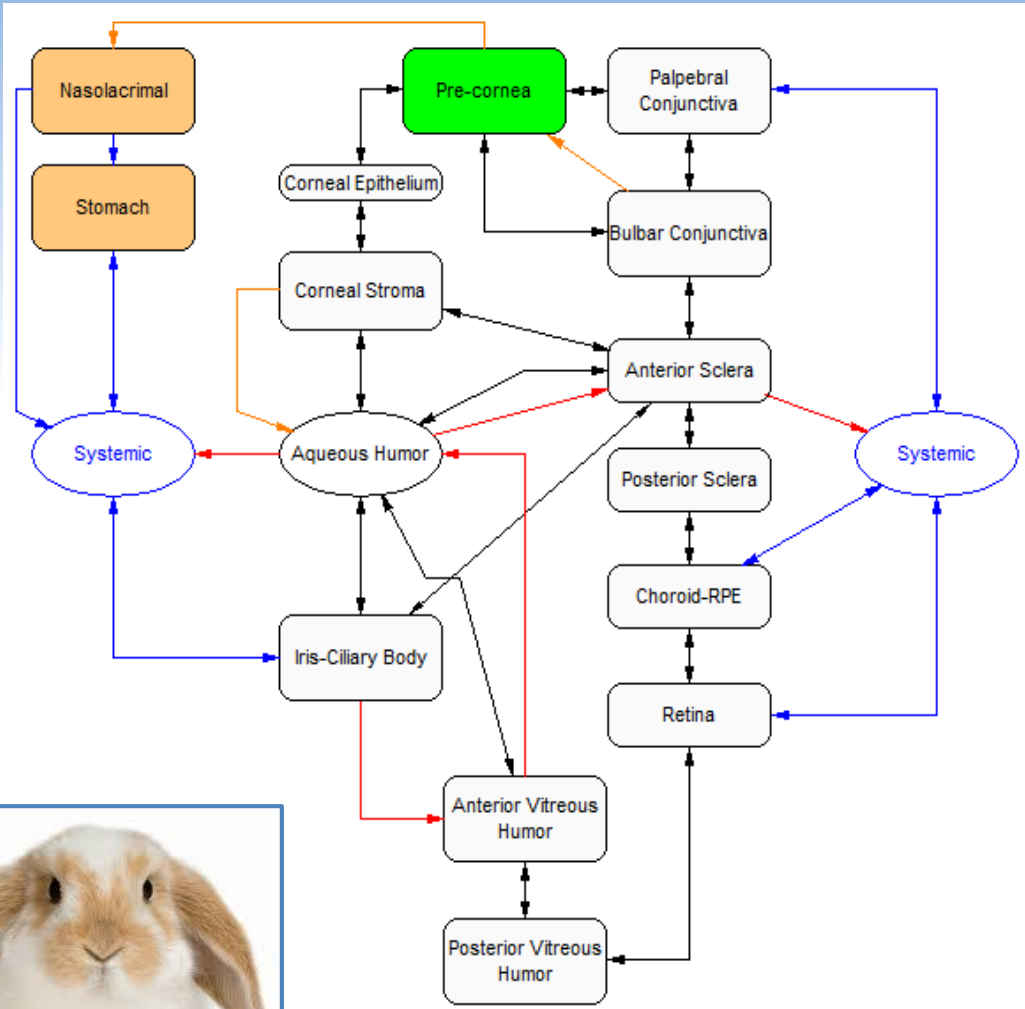 Nasolacrimal
Pre-cornea
Palpebral
Conjunctiva
Corneal Epithelium
Stomach
Bulbar Conjunctiva
Corneal Stroma
Anterior Sclera
Systemic
Aqueous Humor
Systemic
Posterior Sclera
Choroid-RPE
Iris-Ciliary Body
Retina
Anterior Vitreous
Humor
Posterior Vitreous
Humor